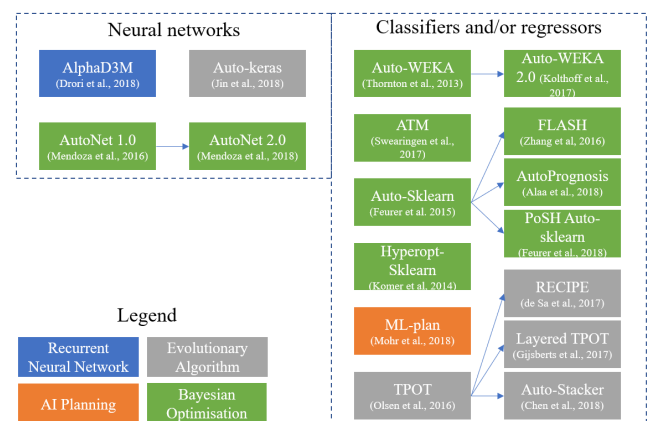 Neural networks
AlphaD3M
(Drori et al., 2018)
Auto-keras
(Jin et al., 2018)
AutoNet 1.0
(Mendoza et al., 2016)
AutoNet 2.0
(Mendoza et al., 2018)
Classifiers and/or regressors
Auto-WEKA
(Thornton et al., 2013)
Auto-WEKA
2.0 (Kolthoff et al.,
2017)
ATM
(Swearingen et al.,
2017)
FLASH
(Zhang et al, 2016)
Auto-Sklearn
(Feurer et al. 2015)
AutoPrognosis
(Alaa et al., 2018)
PoSH Auto-
sklearn
(Feurer et al., 2018)
Hyperopt-
Sklearn
(Komer et al., 2014)
ML-plan
(Mohr et al., 2018)
RECIPE
(de Sa et al., 2017)
Layered TPOT
(Gijsberts et al., 2017)
TPOT
(Olsen et al., 2016)
Auto-Stacker
(Chen et al., 2018)
Legend
Recurrent
Neural Network
Evolutionary
Algorithm
AI Planning
Bayesian
Optimisation